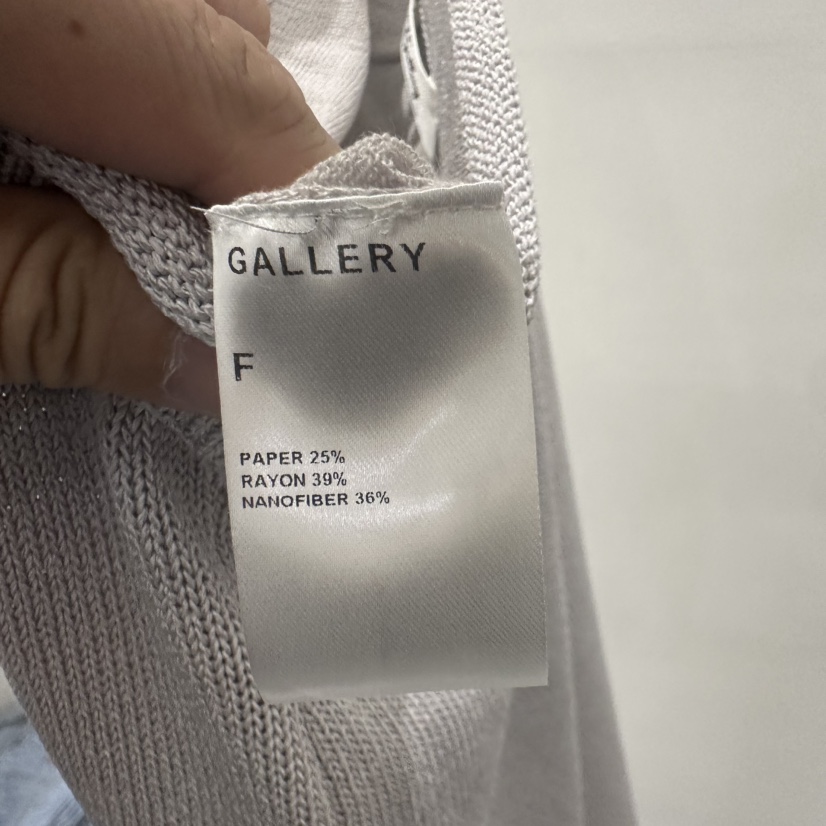 GALLERY
F
PAPER 25%
RAYON 39%
NANOFIBER 36%